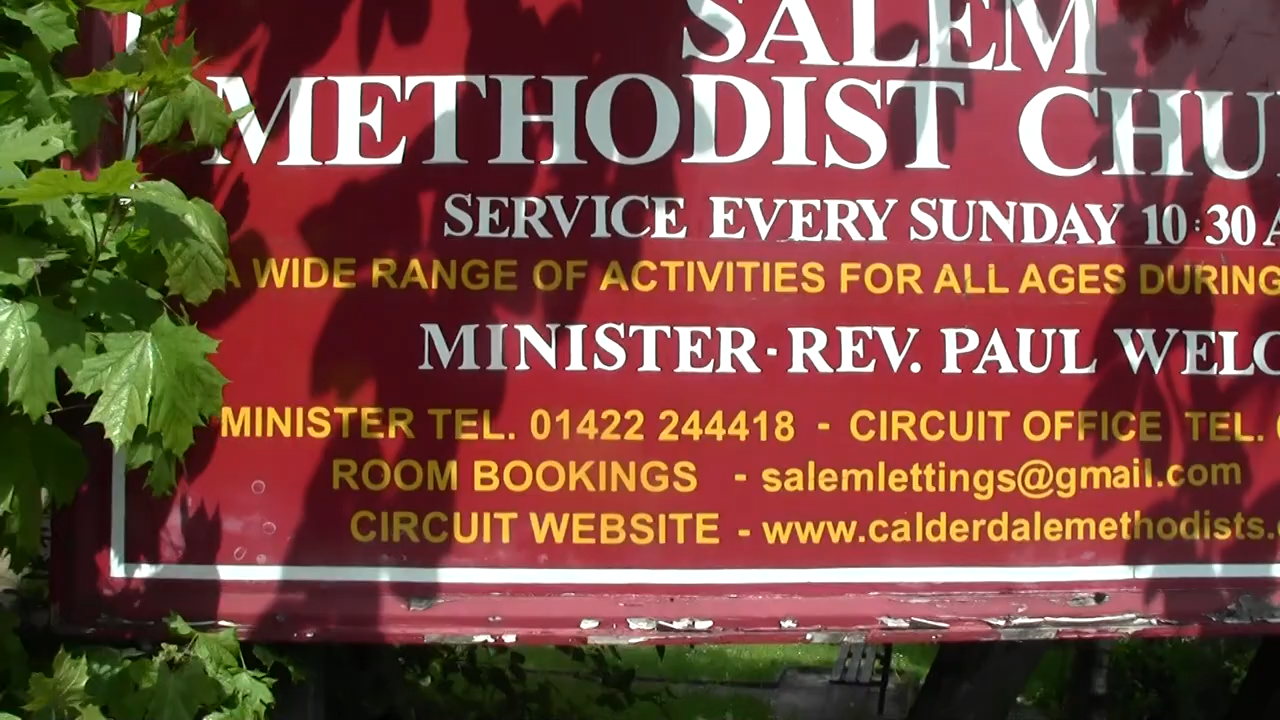 SALEM
METHODIST CHU
SERVICE EVERY SUNDAY 10:30 A
A WIDE RANGE OF ACTIVITIES FOR ALL AGES DURING
MINISTER - REV. PAUL WELC
MINISTER TEL. 01422 244418 - CIRCUIT OFFICE TEL.
ROOM BOOKINGS - salemlettings@gmail.com
CIRCUIT WEBSITE - www.calderdalemethodists.